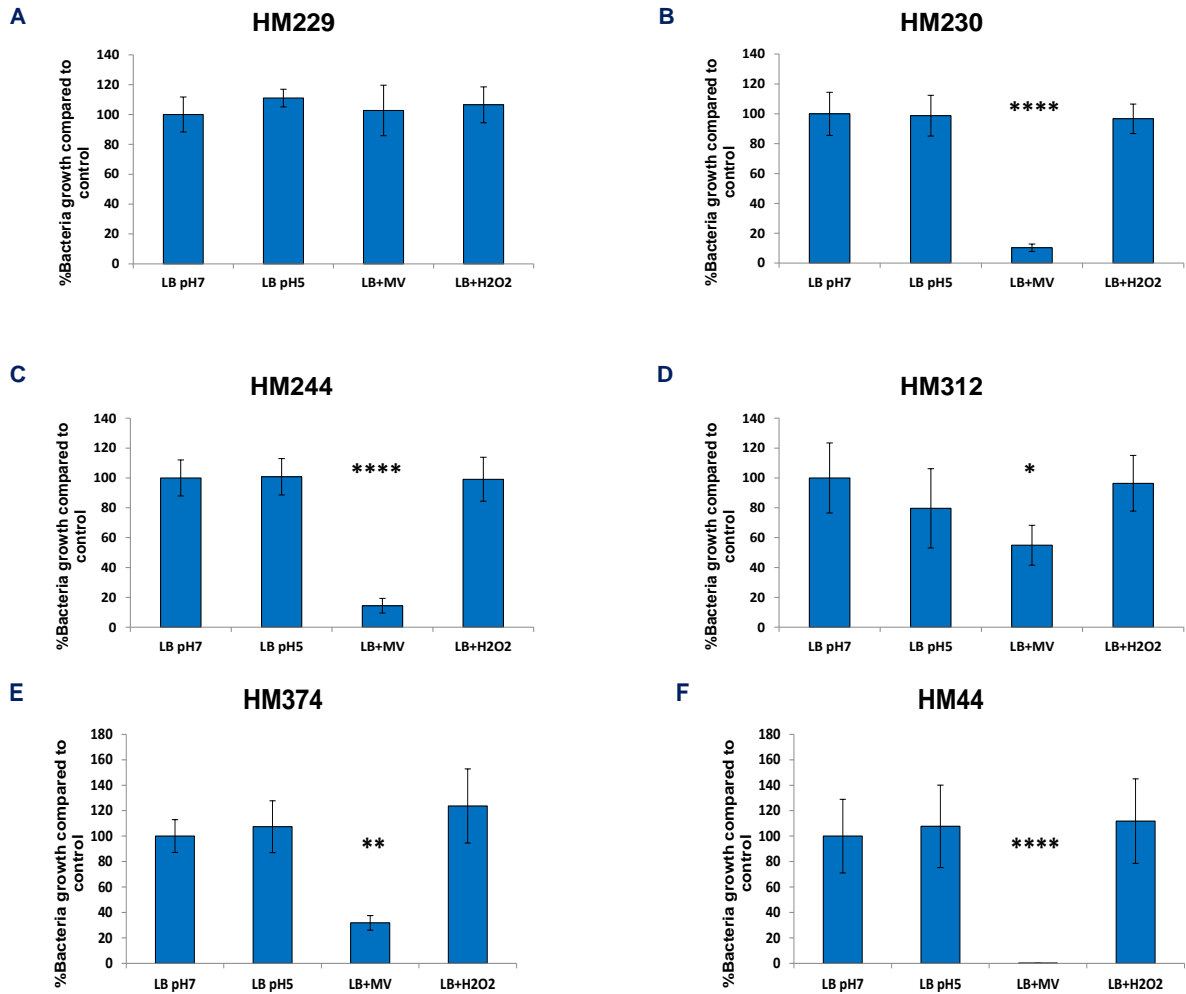 A
HM229
%Bacteria growth compared to
control
140
120
100
80
60
40
20
0
LB pH7 LB pH5 LB+MV LB+H2O2
B
HM230
%Bacteria growth compared to
control
140
120
100
80
60
40
20
0
****
LB pH7 LB pH5 LB+MV LB+H2O2
C
HM244
%Bacteria growth compared to
control
140
120
100
80
60
40
20
0
****
LB pH7 LB pH5 LB+MV LB+H2O2
D
HM312
%Bacteria growth compared to
control
140
120
100
80
60
40
20
0
*
LB pH7 LB pH5 LB+MV LB+H2O2
E
HM374
%Bacteria growth compared to
control
180
160
140
120
100
80
60
40
20
0
**
LB pH7 LB pH5 LB+MV LB+H2O2
F
HM44
%Bacteria growth compared to
control
180
160
140
120
100
80
60
40
20
0
****
LB pH7 LB pH5 LB+MV LB+H2O2